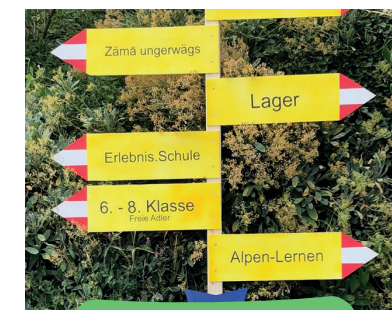 Zämä ungerwägs
Lager
Erlebnis.Schule
6. - 8. Klasse
Freie Adler
Alpen-Lernen